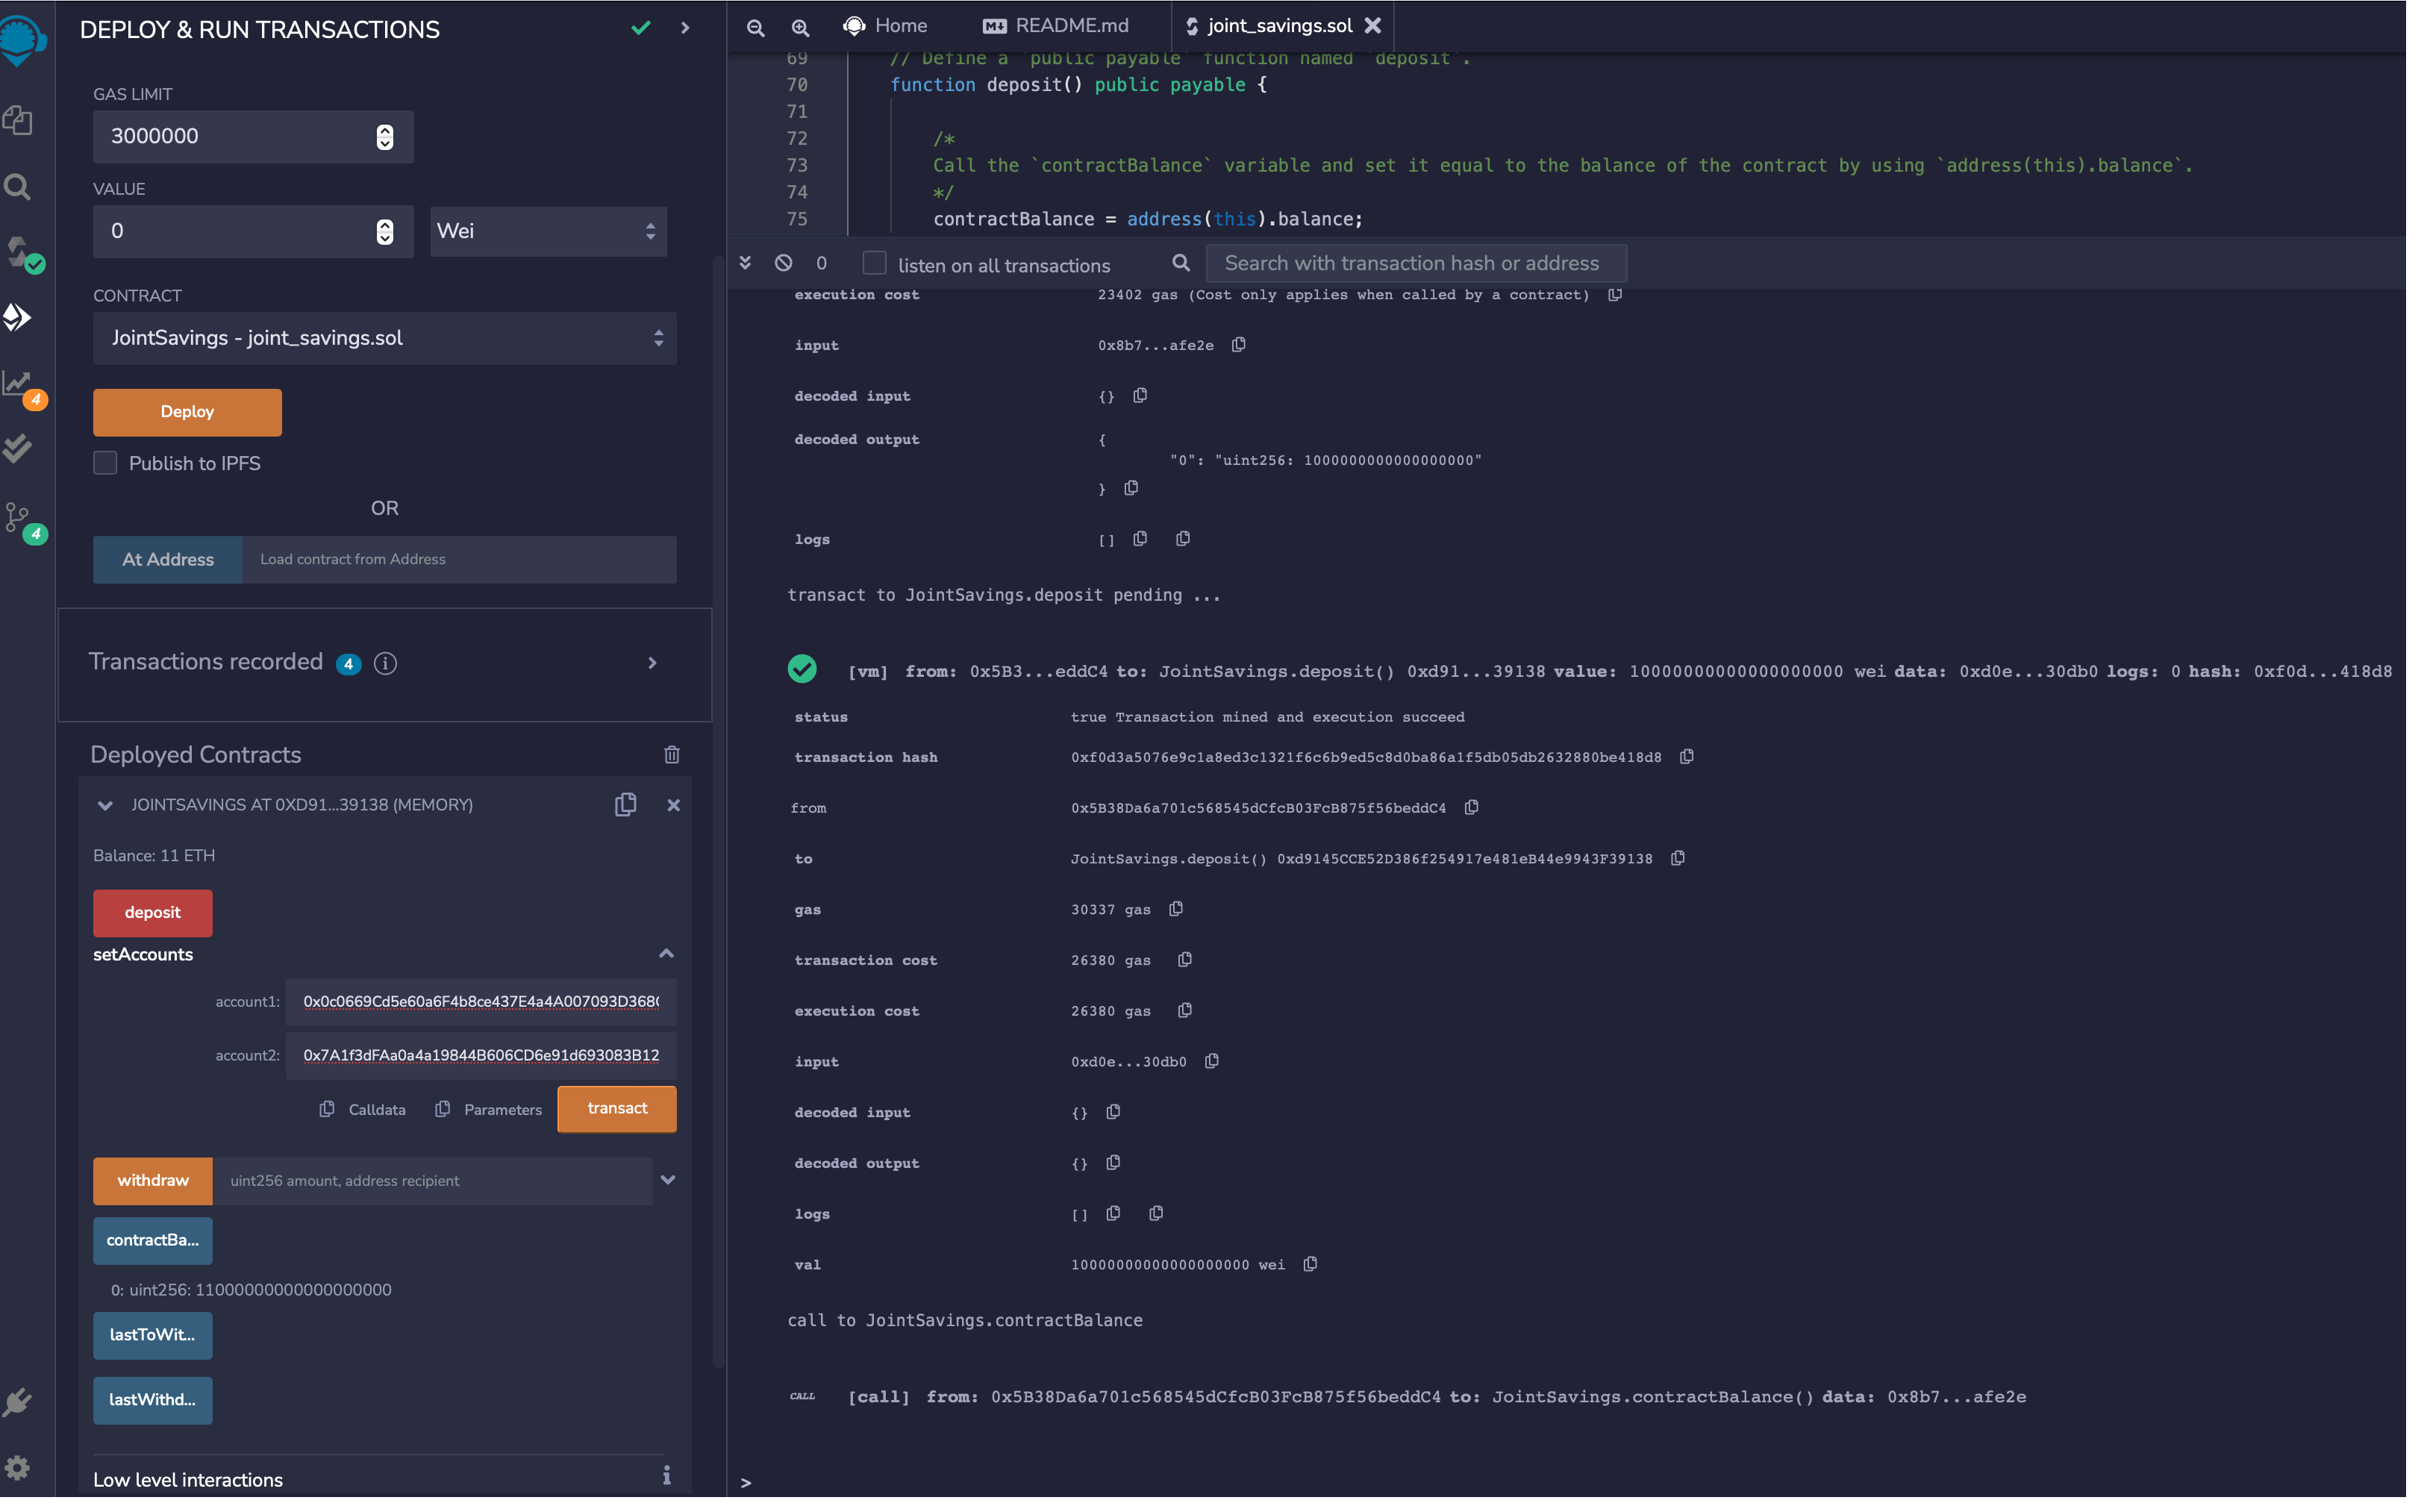 DEPLOY & RUN TRANSACTIONS
GAS LIMIT
3000000
VALUE
0
Wei
CONTRACT
JointSavings - joint_savings.sol
Deploy
Publish to IPFS
OR
At Address
Load contract from Address
Transactions recorded 4 i
Deployed Contracts
JOINTSAVINGS AT 0XD91...39138 (MEMORY)
Balance: 11 ETH
deposit
setAccounts
account1: 0x0c0669Cd5e60a6F4b8ce437E4a4A007093D368
account2: 0x7A1f3dFAa0a4a19844B606CD6e91d693083B12
Calldata
Parameters
transact
withdraw
uint256 amount, address recipient
contractBa...
0: uint256: 11000000000000000000
lastToWit...
lastWithd...
Low level interactions
i
4
4
Home
README.md
joint_savings.sol
69 // Define a `public payable` function named `deposit`.
70 function deposit() public payable {
71
72 /*
73 Call the `contractBalance` variable and set it equal to the balance of the contract by using `address(this).balance`.
74 */
75 contractBalance = address(this).balance;
0
listen on all transactions
Search with transaction hash or address
execution cost 23402 gas (Cost only applies when called by a contract)
input 0x8b7...afe2e
decoded input {}
decoded output {
"0": "uint256: 1000000000000000000"
}
logs []
transact to JointSavings.deposit pending ...
[vm] from: 0x5B3...eddC4 to: JointSavings.deposit() 0xd91...39138 value: 10000000000000000000 wei data: 0xd0e...30db0 logs: 0 hash: 0xf0d...418d8
status true Transaction mined and execution succeed
transaction hash 0xf0d3a5076e9c1a8ed3c1321f6c6b9ed5c8d0ba86a1f5db05db2632880be418d8
from 0x5B38Da6a701c568545dCfcB03FcB875f56beddC4
to JointSavings.deposit() 0xd9145CCE52D386f254917e481eB44e9943F39138
gas 30337 gas
transaction cost 26380 gas
execution cost 26380 gas
input 0xd0e...30db0
decoded input {}
decoded output {}
logs []
val 10000000000000000000 wei
call to JointSavings.contractBalance
CALL [call] from: 0x5B38Da6a701c568545dCfcB03FcB875f56beddC4 to: JointSavings.contractBalance() data: 0x8b7...afe2e
>